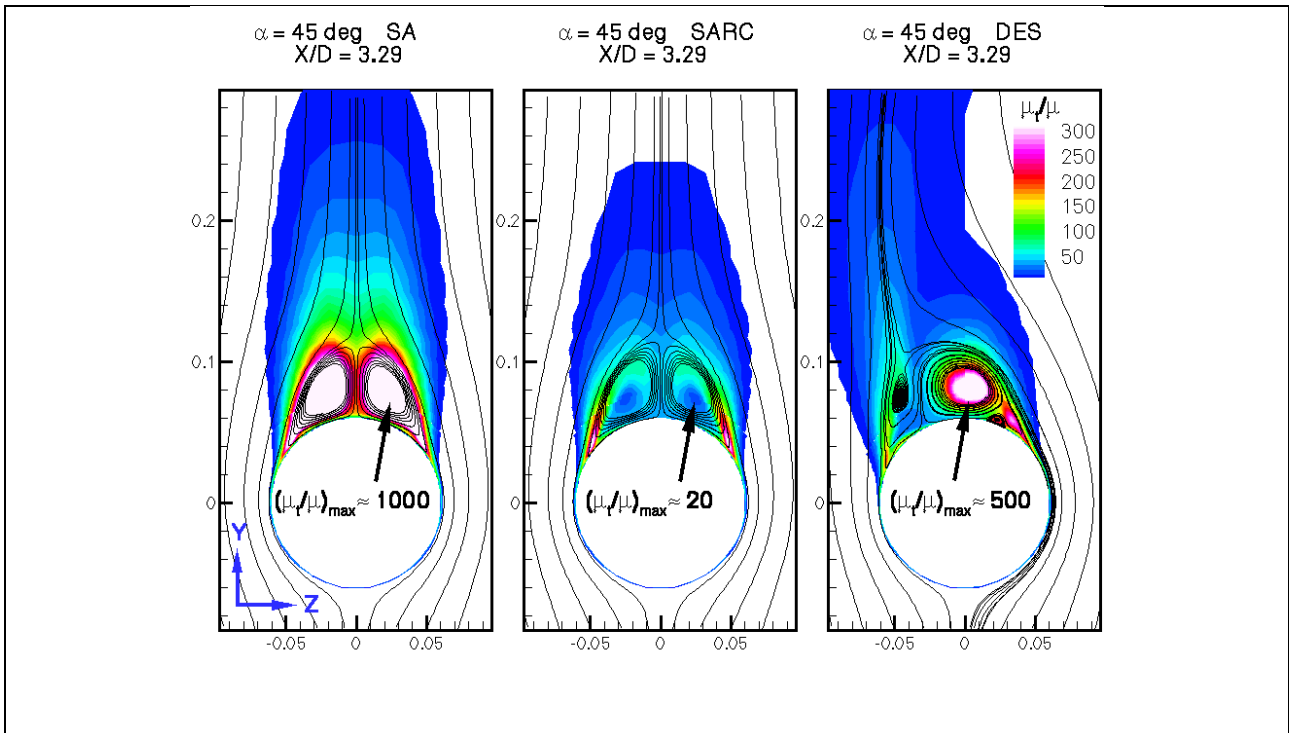 α = 45 deg SA
X/D = 3.29
α = 45 deg SARC
X/D = 3.29
α = 45 deg DES
X/D = 3.29
μt/μ
300
250
200
150
100
50
0.2
0.1
0
0.2
0.1
0
0.2
0.1
0
(μt/μ)max ≈ 1000
(μt/μ)max ≈ 20
(μt/μ)max ≈ 500
Y
Z
-0.05 0 0.05
-0.05 0 0.05
-0.05 0 0.05